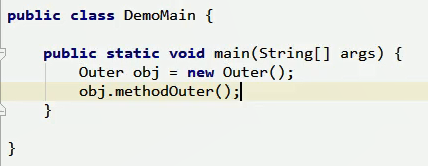 public class DemoMain {
public static void main(String[] args) {
Outer obj = new Outer();
obj.methodOuter();
}
}